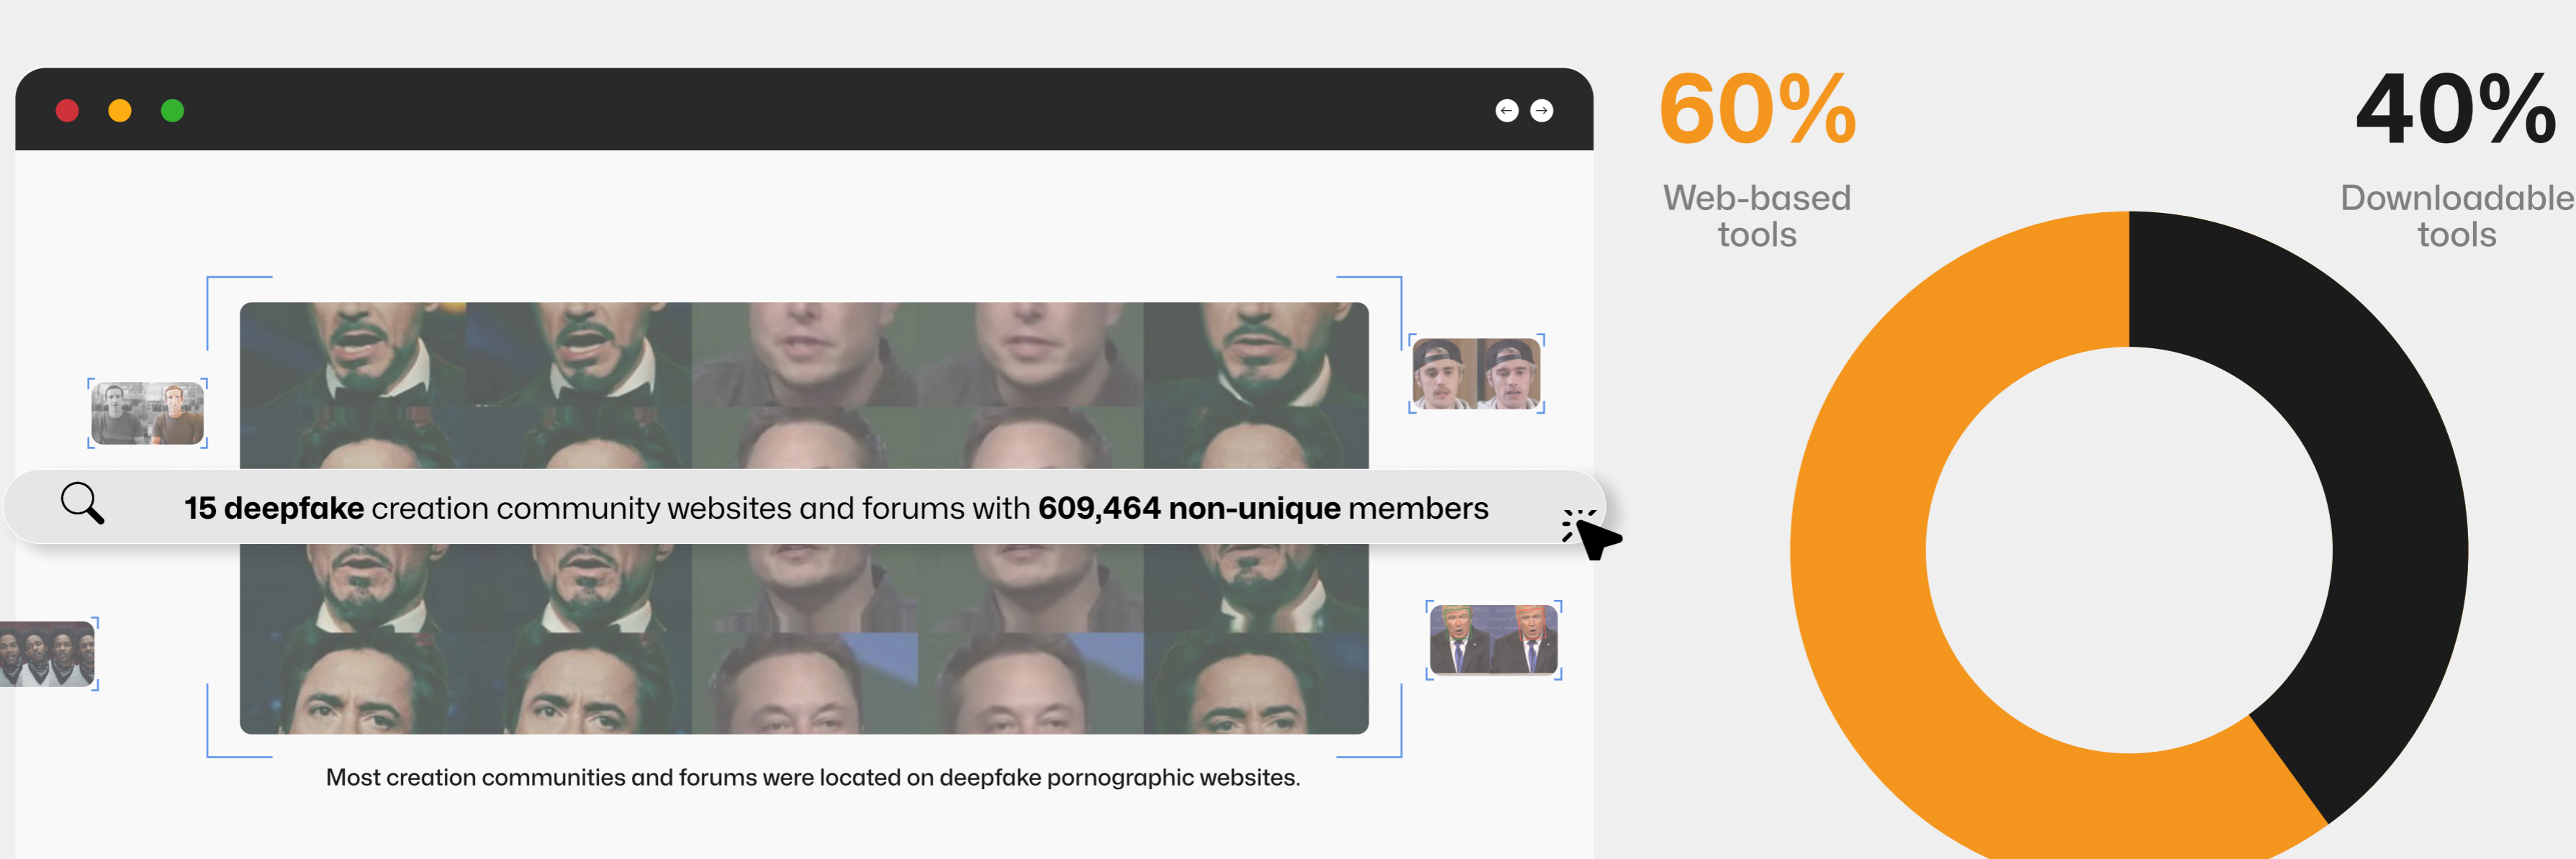 15 deepfake creation community websites and forums with 609,464 non-unique members
Most creation communities and forums were located on deepfake pornographic websites.
60%
Web-based
tools
40%
Downloadable
tools